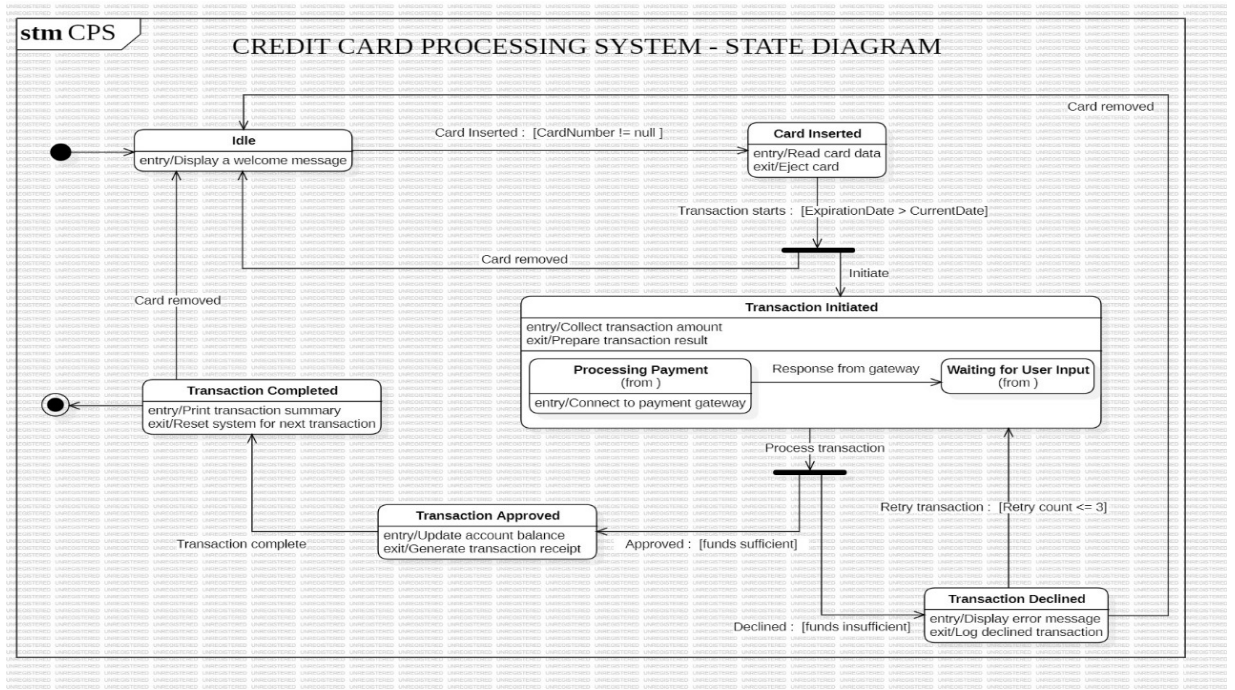 stm CPS
CREDIT CARD PROCESSING SYSTEM - STATE DIAGRAM
Card removed
Idle
entry/Display a welcome message
Card Inserted : [CardNumber != null ]
Card Inserted
entry/Read card data
exit/Eject card
Transaction starts : [ExpirationDate > CurrentDate]
Card removed
Initiate
Card removed
Transaction Initiated
entry/Collect transaction amount
exit/Prepare transaction result
Processing Payment
(from )
entry/Connect to payment gateway
Response from gateway
Waiting for User Input
(from )
Transaction Completed
entry/Print transaction summary
exit/Reset system for next transaction
Process transaction
Retry transaction : [Retry count <= 3]
Transaction Approved
entry/Update account balance
exit/Generate transaction receipt
Transaction complete
Approved : [funds sufficient]
Declined : [funds insufficient]
Transaction Declined
entry/Display error message
exit/Log declined transaction
UNREGISTERED